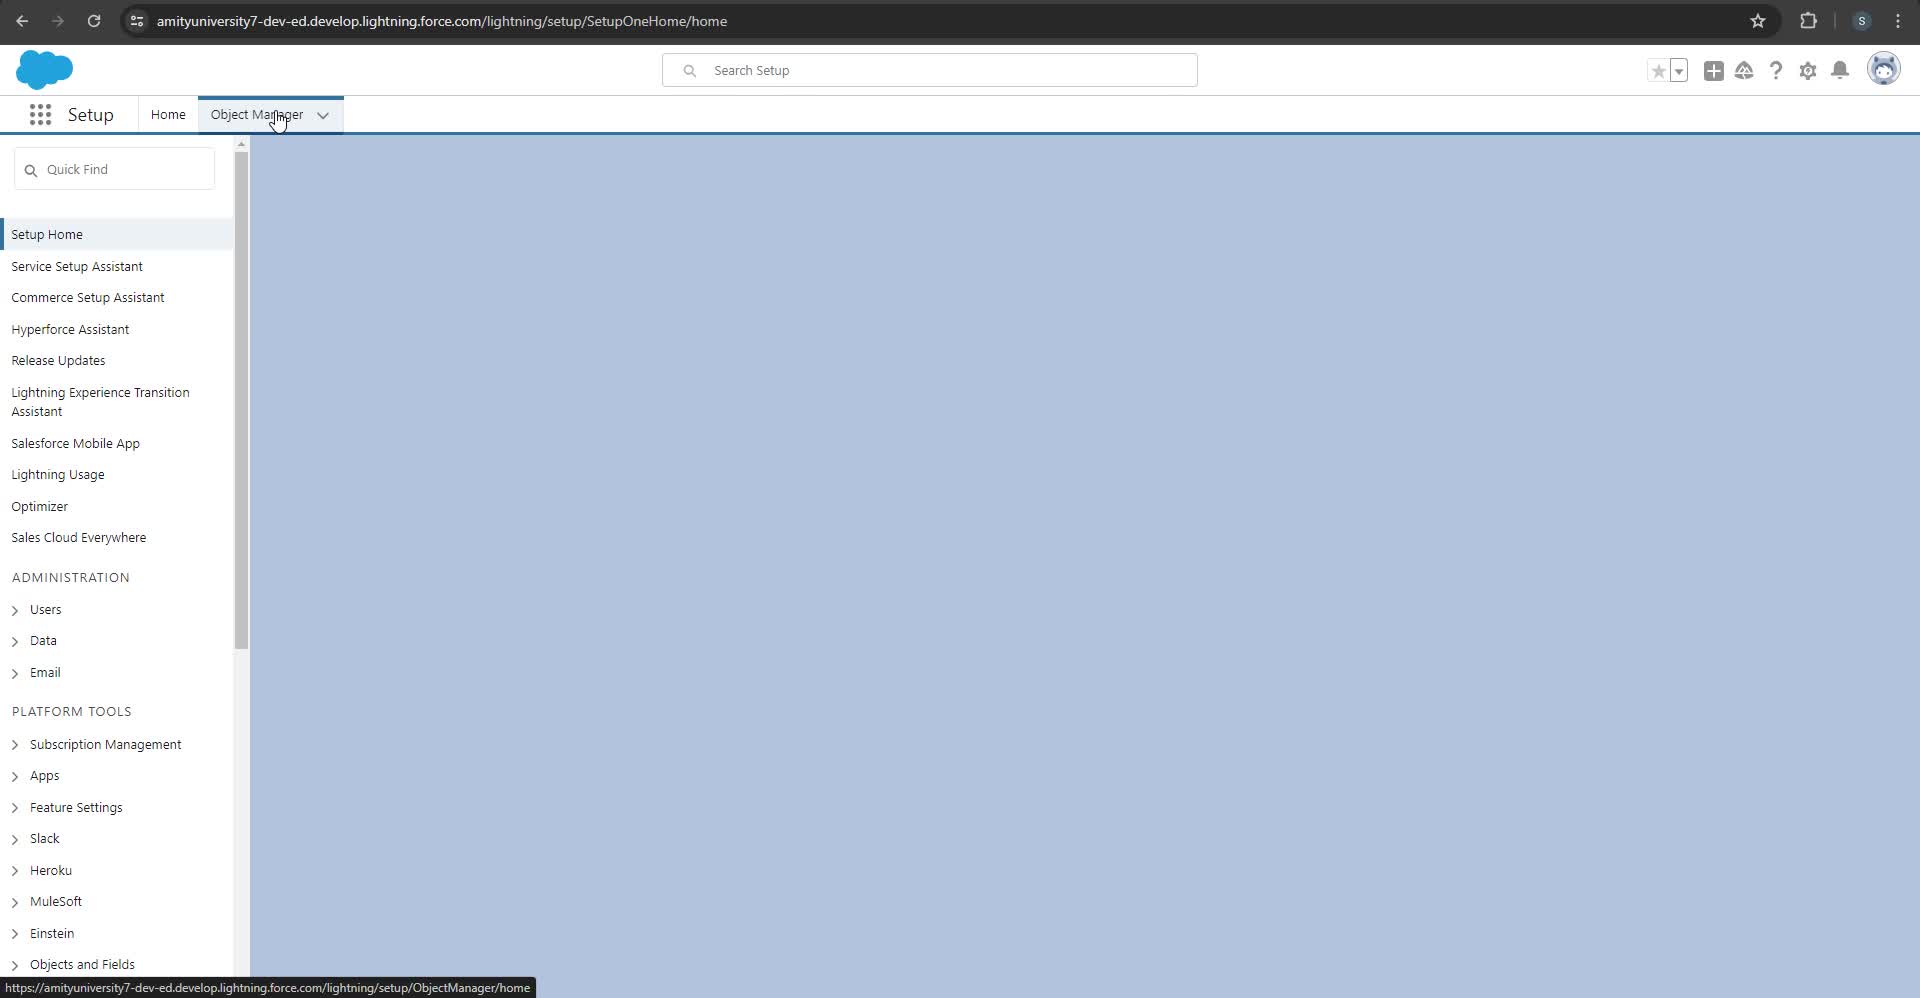 amityuniversity7-dev-ed.develop.lightning.force.com/lightning/setup/SetupOneHome/home
S
Search Setup
Setup
Home
Object Manager
Quick Find
Setup Home
Service Setup Assistant
Commerce Setup Assistant
Hyperforce Assistant
Release Updates
Lightning Experience Transition
Assistant
Salesforce Mobile App
Lightning Usage
Optimizer
Sales Cloud Everywhere
ADMINISTRATION
Users
Data
Email
PLATFORM TOOLS
Subscription Management
Apps
Feature Settings
Slack
Heroku
MuleSoft
Einstein
Objects and Fields
https://amityuniversity7-dev-ed.develop.lightning.force.com/lightning/setup/ObjectManager/home